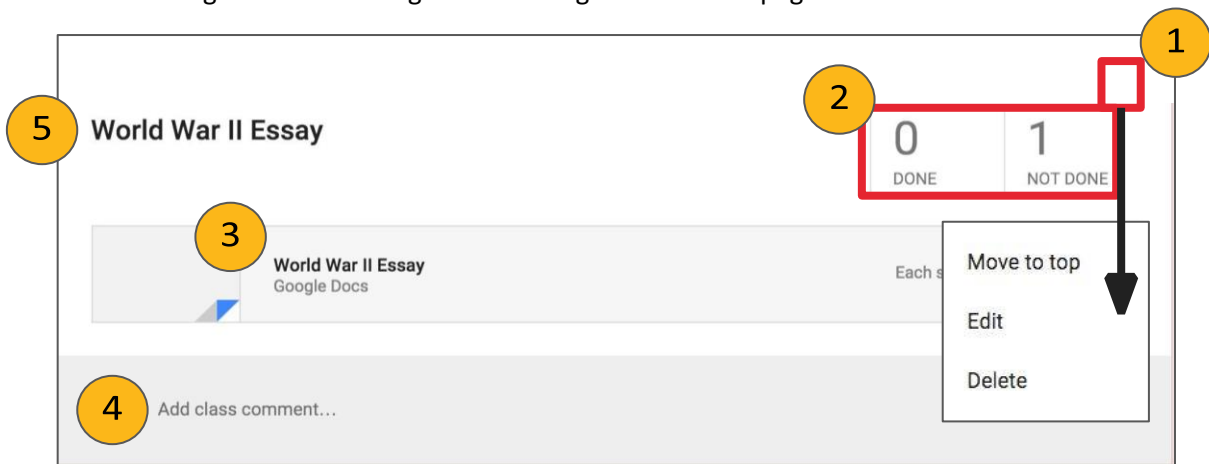 1
2
5
World War II Essay
0
1
DONE
NOT DONE
3
World War II Essay
Google Docs
Each s
Move to top
Edit
Delete
4
Add class comment...